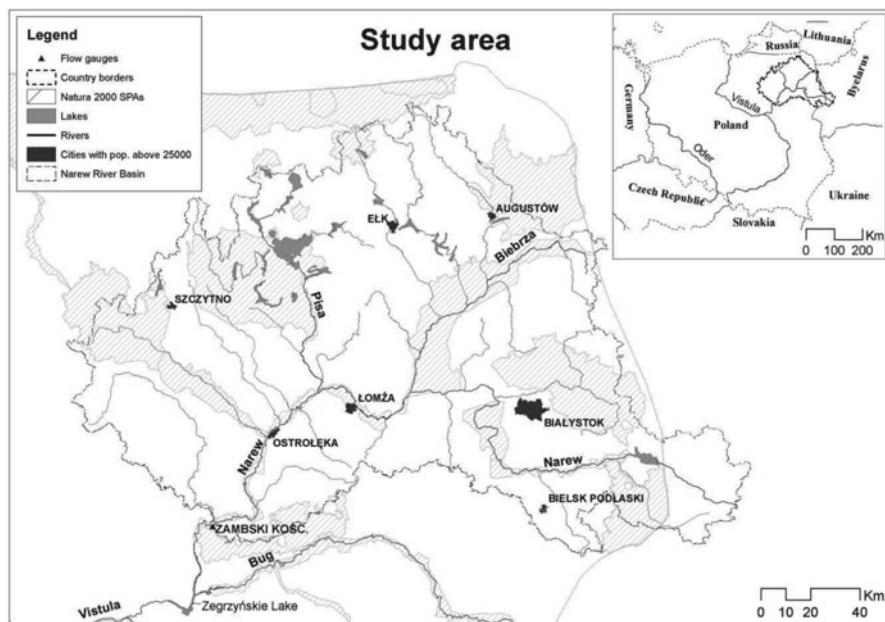 Study area
Legend
Flow gauges
Country borders
Natura 2000 SPAs
Lakes
Rivers
Cities with pop. above 25000
Narew River Basin
Lithuania
Russia
Byelarus
Germany
Vistula
Poland
Oder
Czech Republic
Ukraine
Slovakia
Km
0 100 200
AUGUSTÓW
EŁK
Biebrza
SZCZYTNO
Pisa
ŁOMŻA
BIAŁYSTOK
OSTROŁĘKA
Narew
Narew
BIELSK PODLASKI
ZAMBSKI KOŚC.
Bug
Vistula
Zegrzyńskie Lake
Km
0 10 20 40